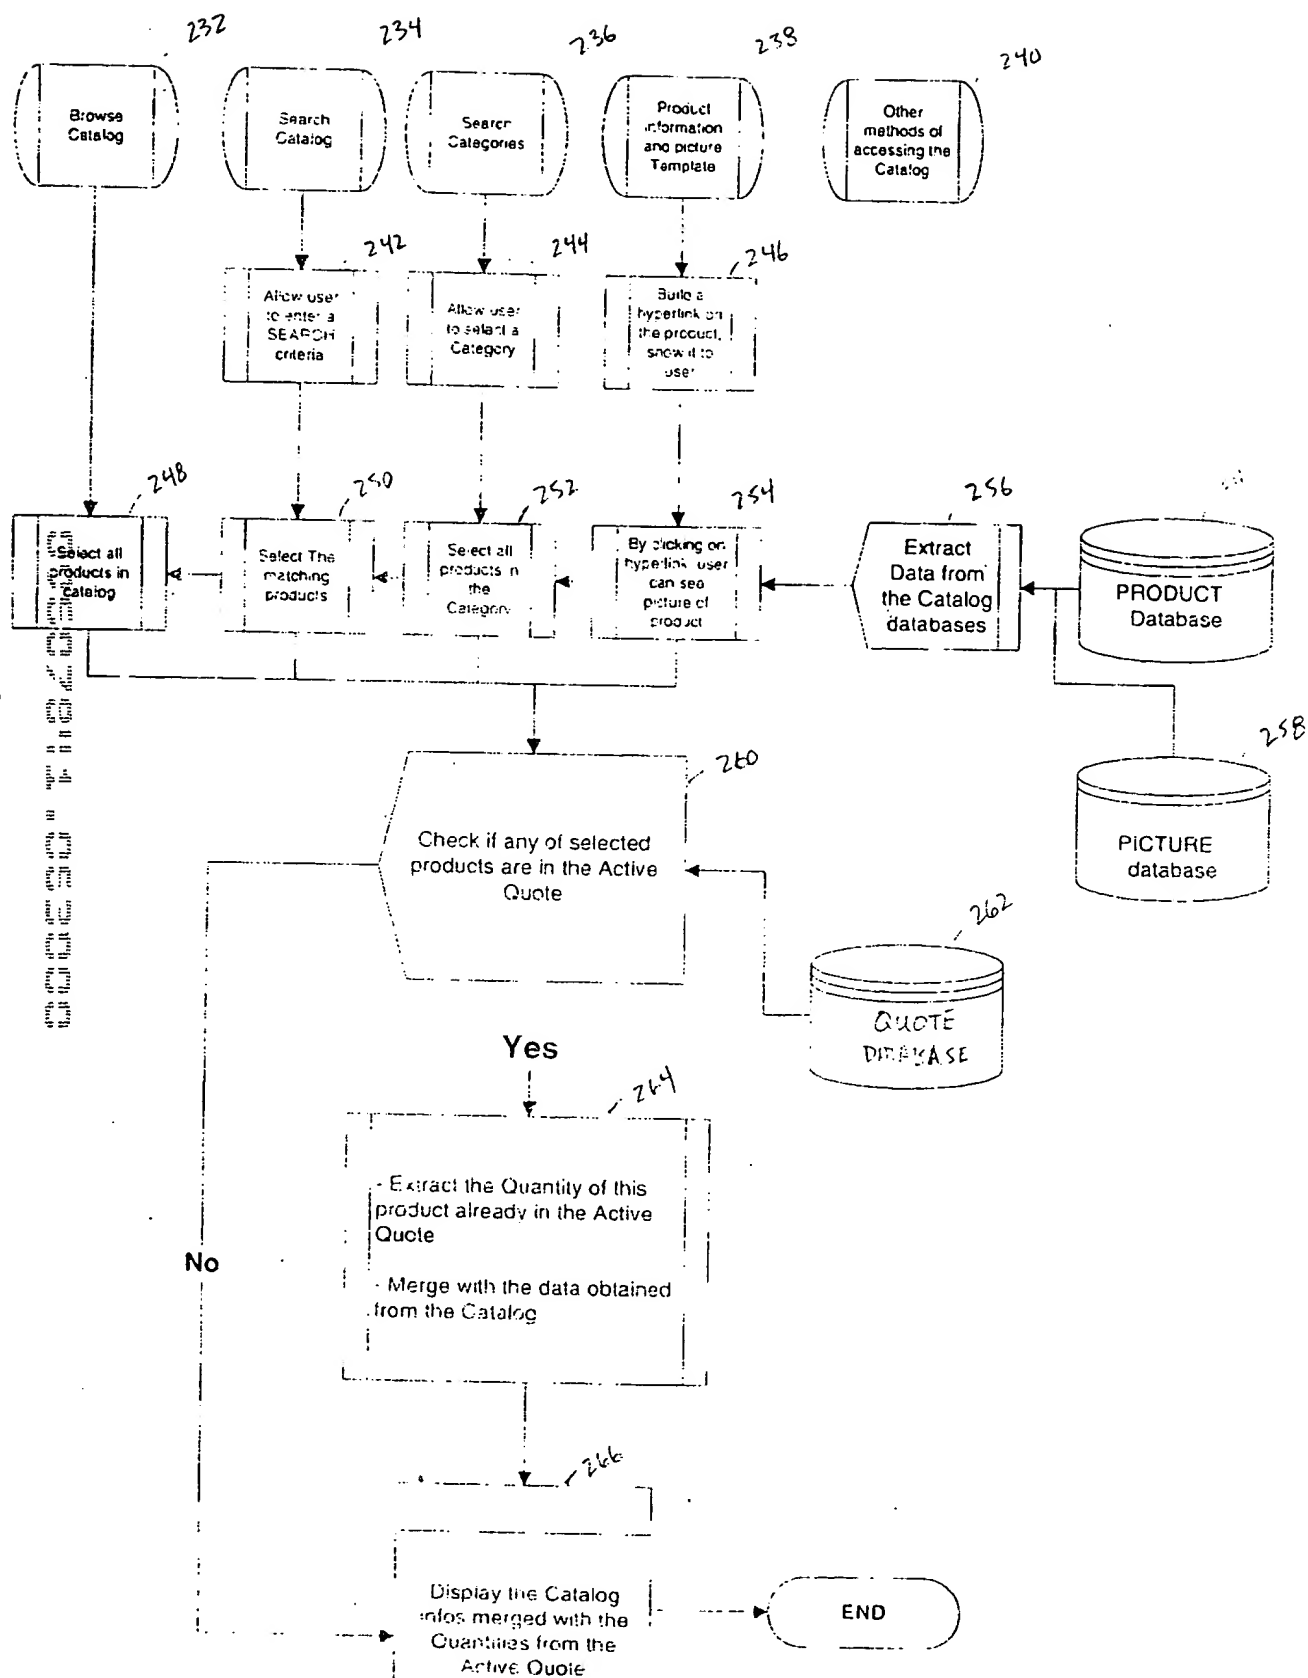 232
234
236
238
240
Browse
Catalog
Search
Catalog
Search
Categories
Product
information
and picture
Template
Other
methods of
accessing the
Catalog
242
244
246
Allow user
to enter a
SEARCH
criteria
Allow user
to select a
Category
Build a
hyperlink on
the product,
show it to
user
248
250
252
254
256
Select all
products in
catalog
Select The
matching
products
Select all
products in
the
Category
By clicking on
hyperlink user
can see
picture of
product
Extract
Data from
the Catalog
databases
PRODUCT
Database
258
PICTURE
database
260
Check if any of selected
products are in the Active
Quote
262
QUOTE
DATABASE
Yes
264
- Extract the Quantity of this
product already in the Active
Quote
- Merge with the data obtained
from the Catalog
No
266
Display the Catalog
infos merged with the
Quantities from the
Active Quote
END